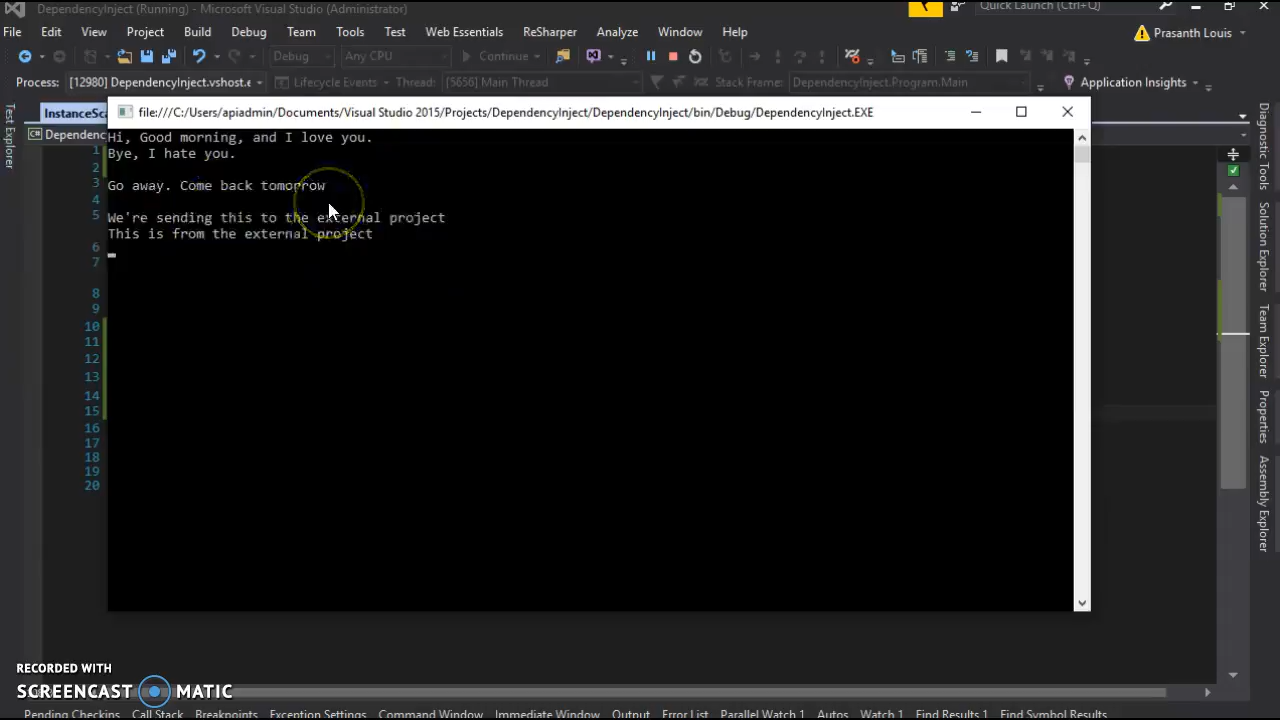 DependencyInject (Running) - Microsoft Visual Studio (Administrator)
Quick Launch (Ctrl+Q)
File Edit View Project Build Debug Team Tools Test Web Essentials ReSharper Analyze Window Help
Prasanth Louis
Debug Any CPU Continue
Process: [12980] DependencyInject.vshost.e Lifecycle Events Thread: [5656] Main Thread Stack Frame: DependencyInject.Program.Main Application Insights
InstanceSca
file:///C:/Users/apiadmin/Documents/Visual Studio 2015/Projects/DependencyInject/DependencyInject/bin/Debug/DependencyInject.EXE
C# Dependenc
Hi, Good morning, and I love you.
Bye, I hate you.
Go away. Come back tomorrow
We're sending this to the external project
This is from the external project
1
2
3
4
5
6
7
8
9
10
11
12
13
14
15
16
17
18
19
20
Test Explorer
Diagnostic Tools
Solution Explorer
Team Explorer
Properties
Assembly Explorer
RECORDED WITH
SCREENCAST MATIC
Pending Checkins Call Stack Breakpoints Exception Settings Command Window Immediate Window Output Error List Parallel Watch 1 Autos Watch 1 Find Results 1 Find Symbol Results